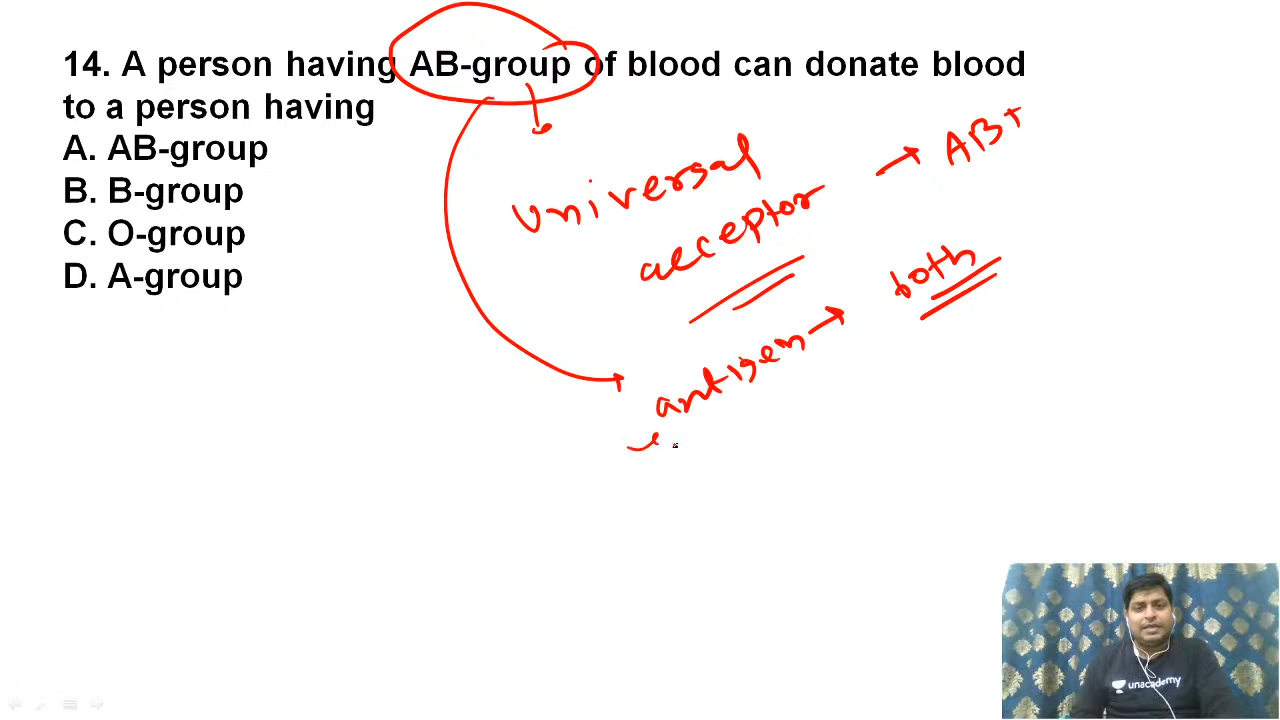 14. A person having AB-group of blood can donate blood
to a person having
A. AB-group
B. B-group
C. O-group
D. A-group
universal
acceptor → AB+
antigen → both
unacademy